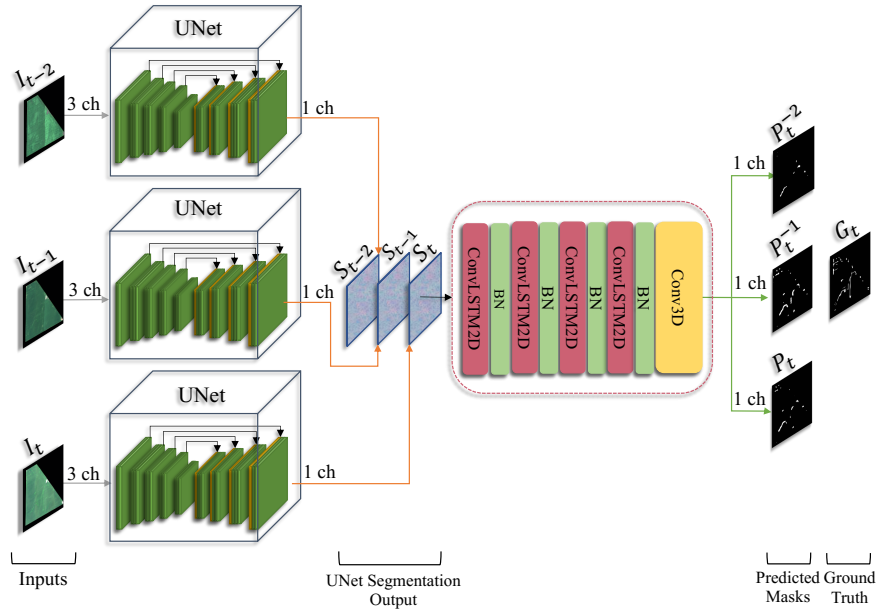 UNet
I_{t-2}
3 ch
1 ch
UNet
I_{t-1}
3 ch
1 ch
UNet
I_t
3 ch
1 ch
S_{t-2}
S_{t-1}
S_t
ConvLSTM2D
BN
ConvLSTM2D
BN
ConvLSTM2D
BN
ConvLSTM2D
BN
Conv3D
1 ch
P_t^{-2}
1 ch
P_t^{-1}
G_t
1 ch
P_t
Inputs
UNet Segmentation
Output
Predicted
Masks
Ground
Truth